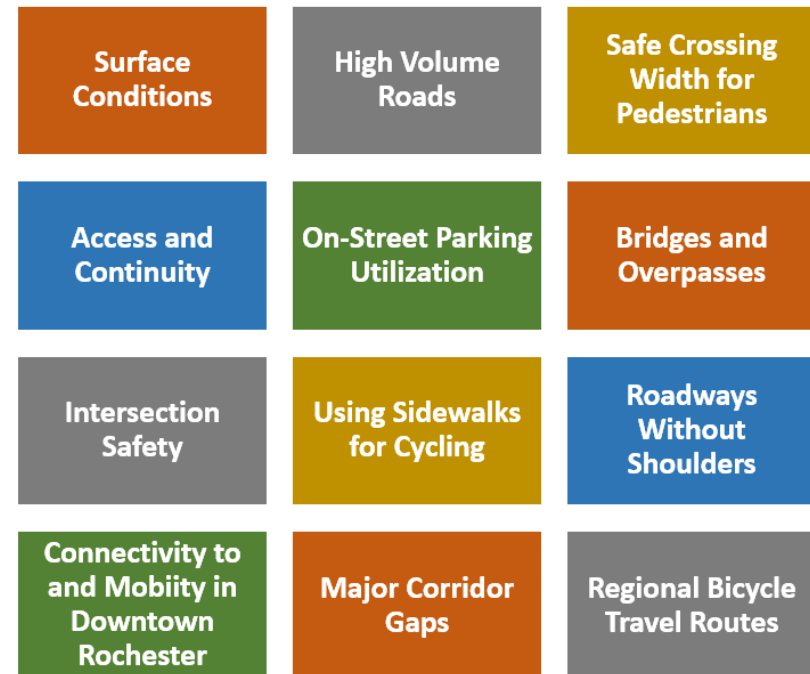 Surface
Conditions
High Volume
Roads
Safe Crossing
Width for
Pedestrians
Access and
Continuity
On-Street Parking
Utilization
Bridges and
Overpasses
Intersection
Safety
Using Sidewalks
for Cycling
Roadways
Without
Shoulders
Connectivity to
and Mobiity in
Downtown
Rochester
Major Corridor
Gaps
Regional Bicycle
Travel Routes